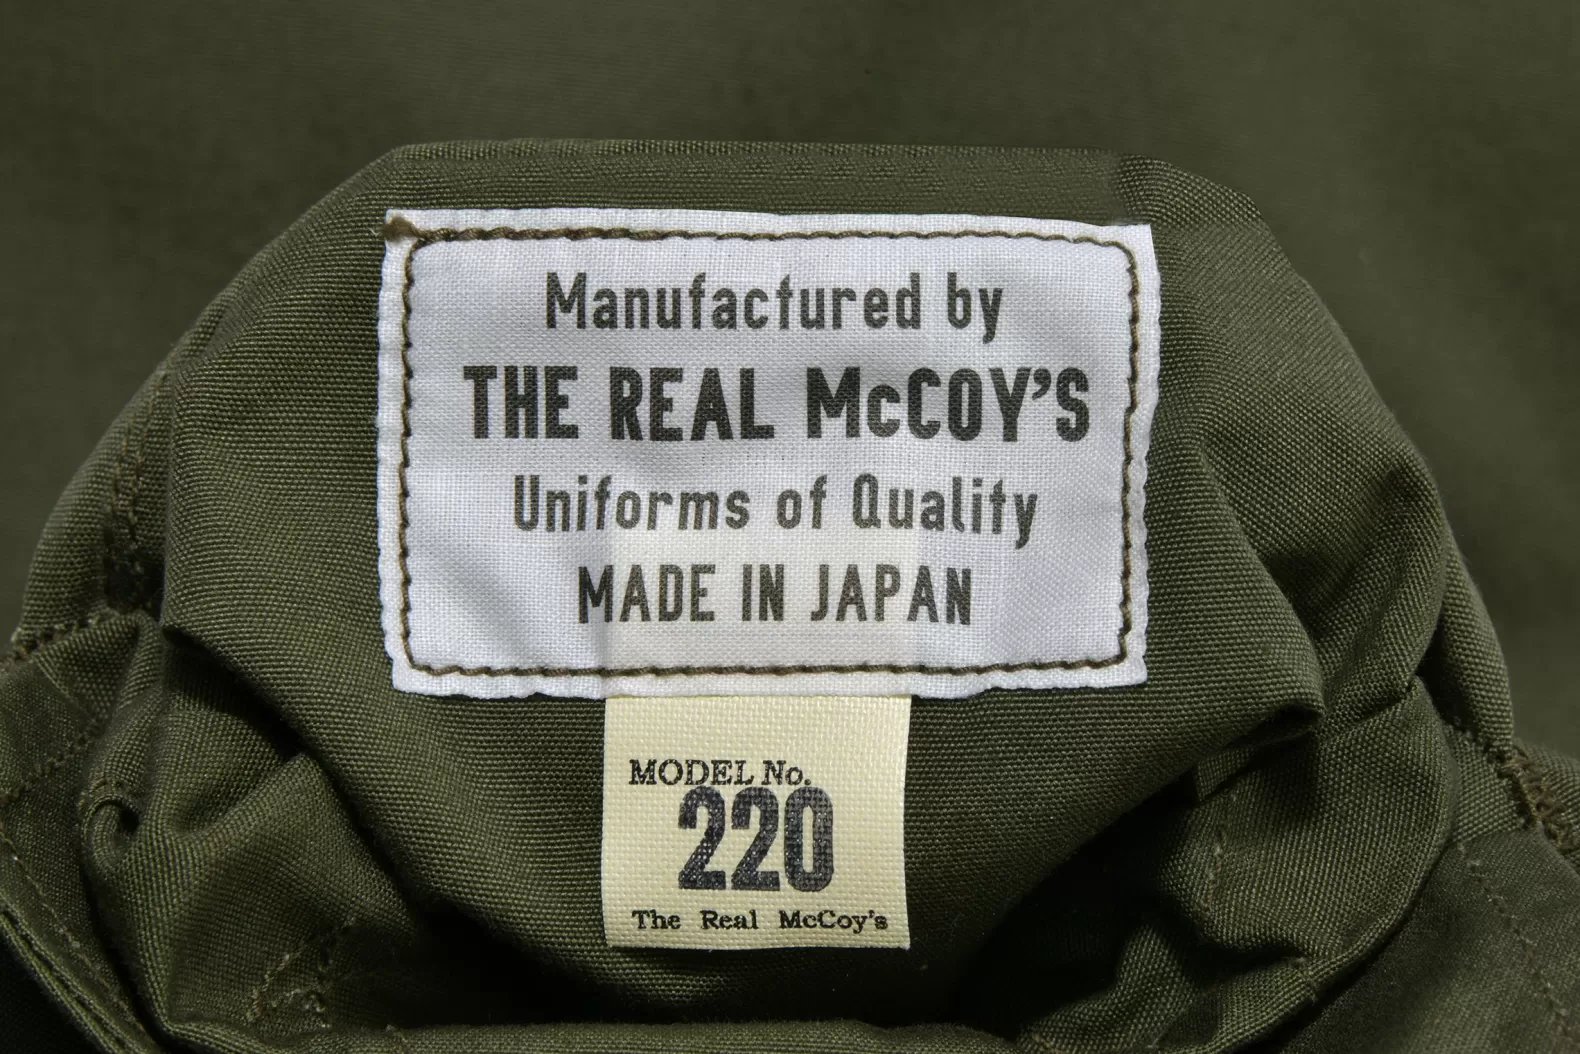 Manufactured by
THE REAL McCOY'S
Uniforms of Quality
MADE IN JAPAN
MODEL No.
220
The Real McCoy's